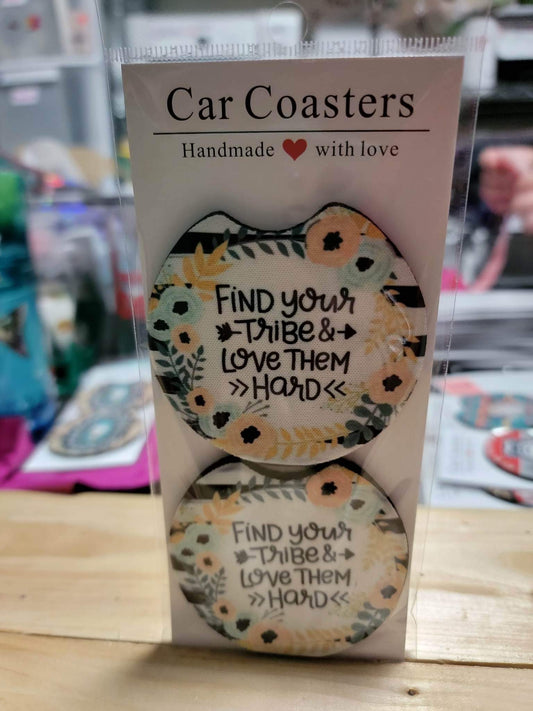 Car Coasters
Handmade ❤ with love
FIND your
TRIBE &
LOVE THEM
»HARD«
FIND your
TRIBE &
LOVE THEM
»HARD«